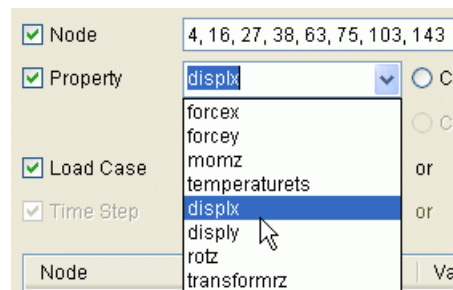 Node 4, 16, 27, 38, 63, 75, 103, 143
Property displx C
forcex C
forcey
momz
Load Case or
temperaturets
Time Step displx or
disply
rotz
Node transformrz Va